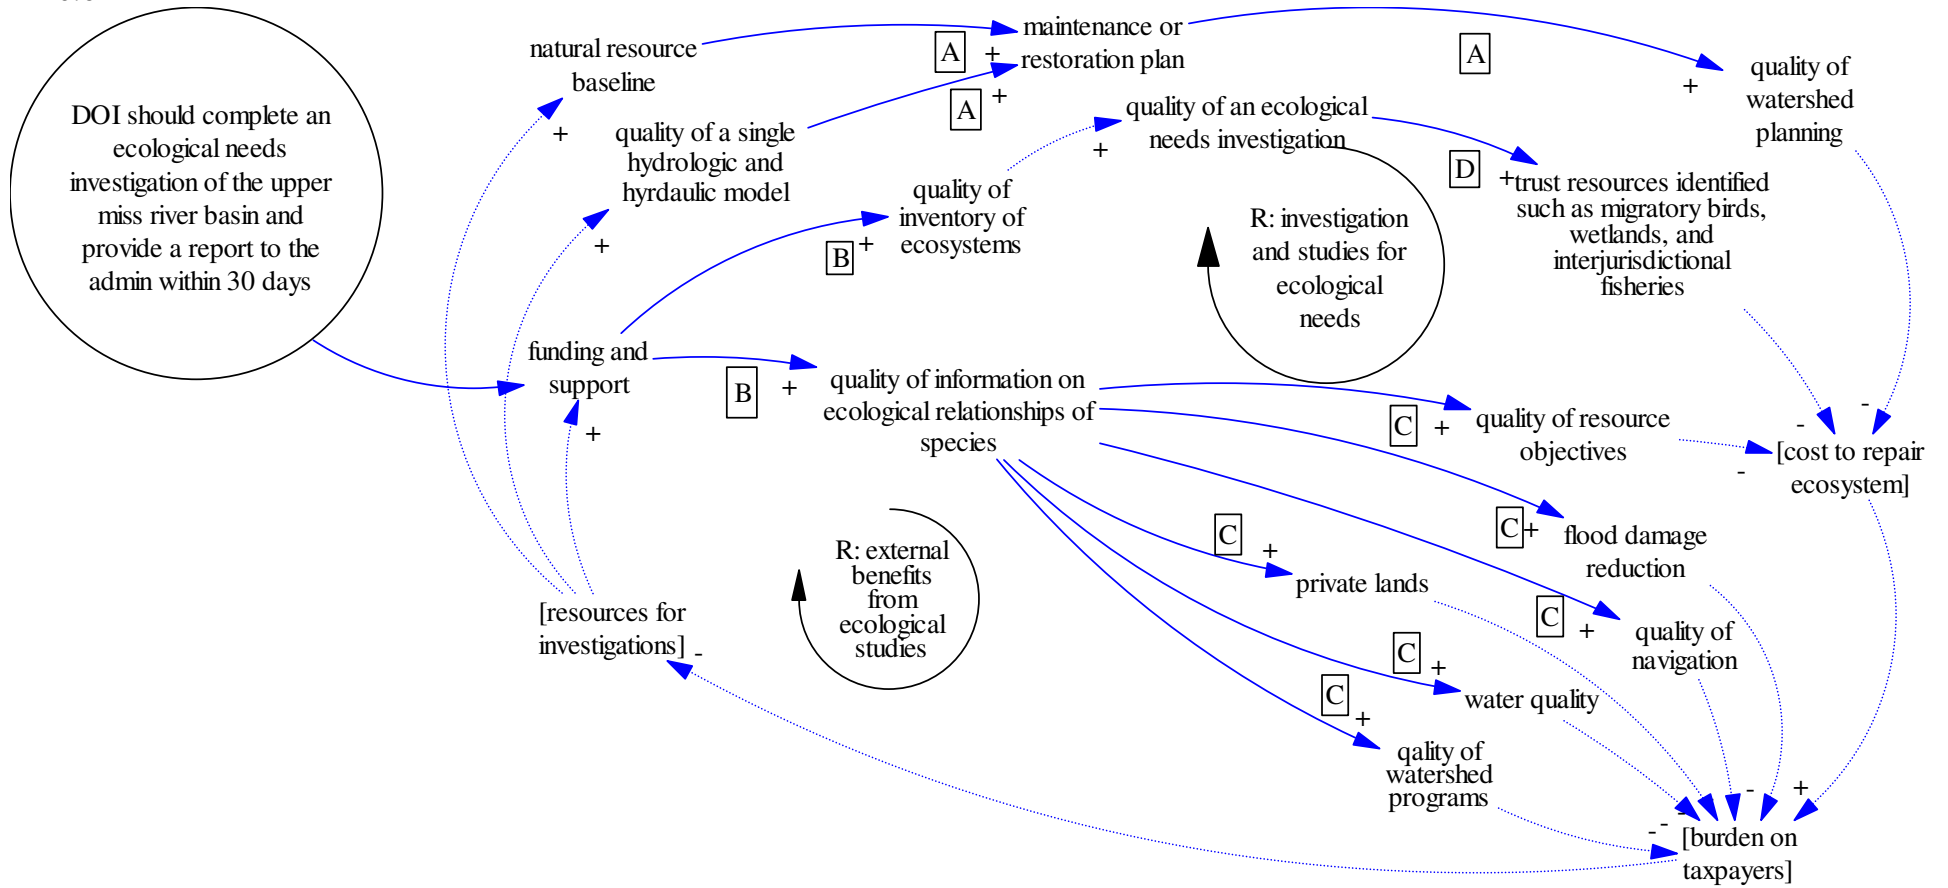 DOI should complete an
ecological needs
investigation of the upper
miss river basin and
provide a report to the
admin within 30 days
natural resource
baseline
+
quality of a single
hydrologic and
hyrdaulic model
+
maintenance or
restoration plan
A
+
A
+
A
+
quality of
watershed
planning
quality of an ecological
needs investigation
+
quality of
inventory of
ecosystems
B
+
D
+
trust resources identified
such as migratory birds,
wetlands, and
interjurisdictional
fisheries
R: investigation
and studies for
ecological
needs
funding and
support
+
B
+
quality of information on
ecological relationships of
species
C
+
quality of resource
objectives
-
-
-
[cost to repair
ecosystem]
C
+
flood damage
reduction
C
+
private lands
C
+
quality of
navigation
C
+
water quality
C
+
qality of
watershed
programs
R: external
benefits
from
ecological
studies
[resources for
investigations]
-
-
-
-
-
+
[burden on
taxpayers]